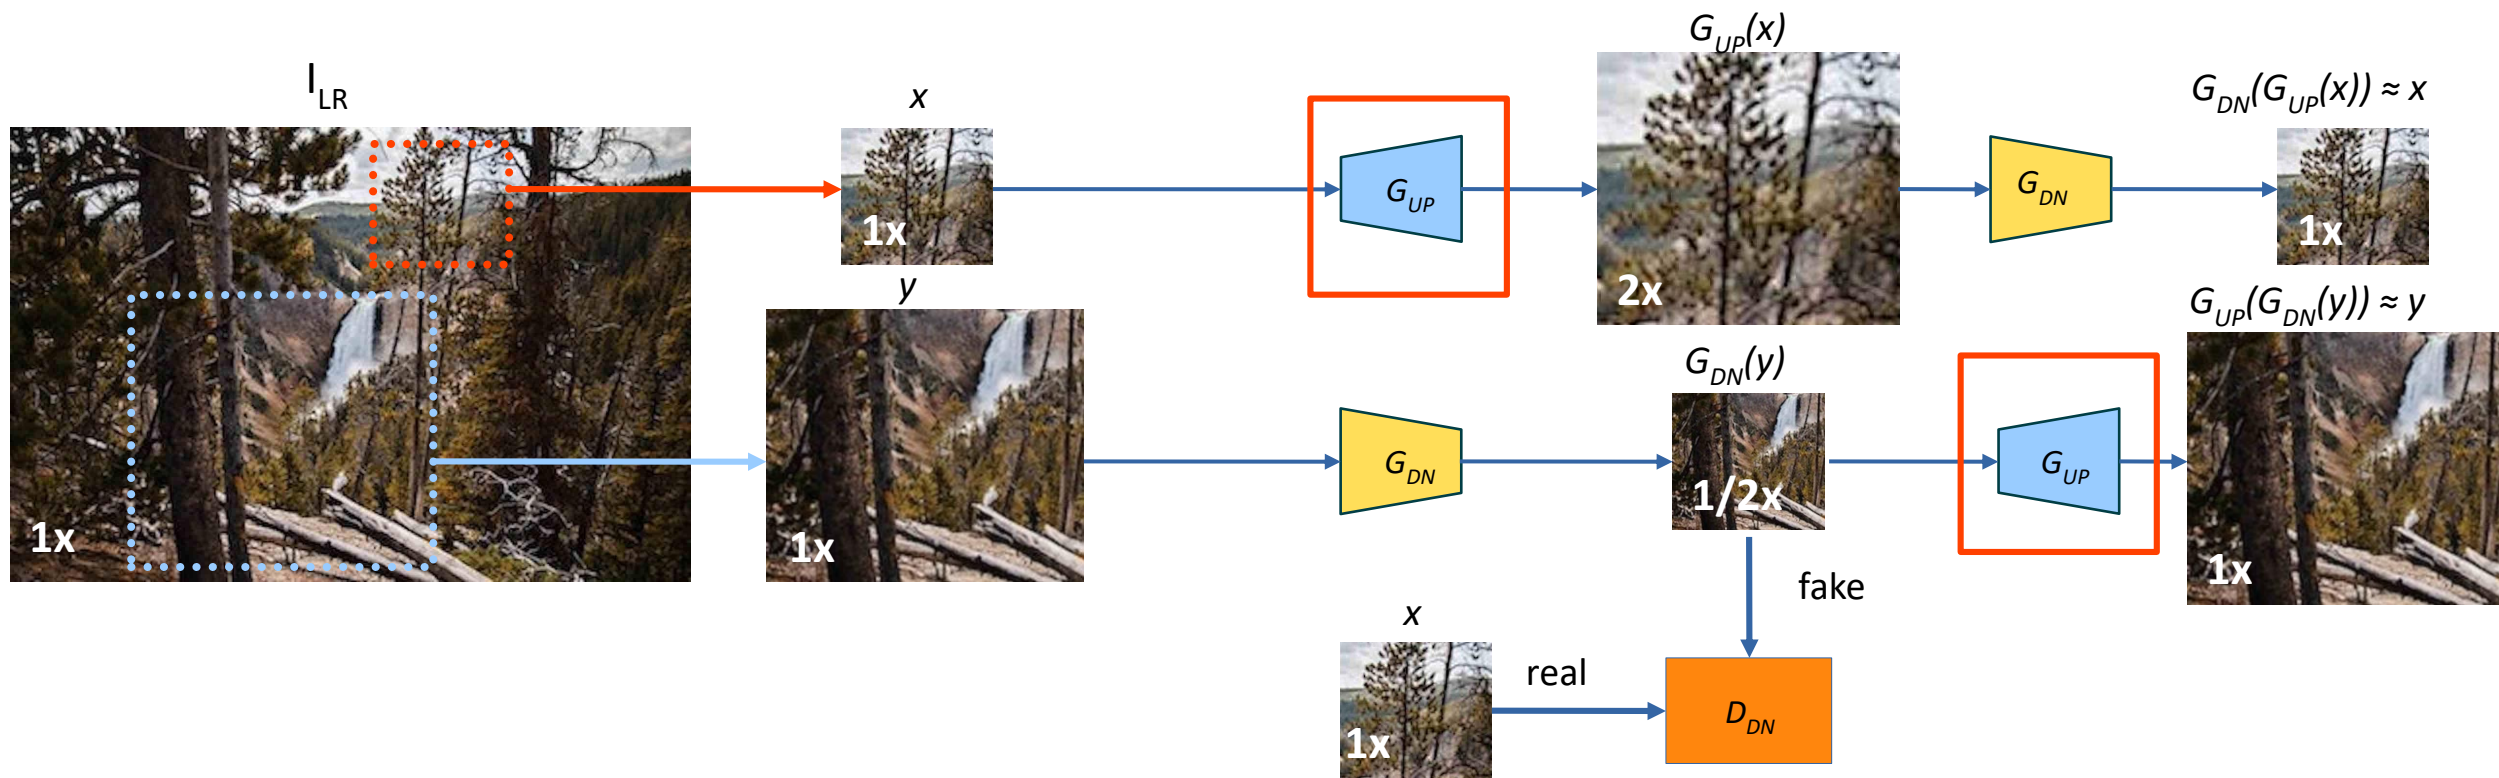 I_LR
1x
x
1x
G_UP
G_UP(x)
2x
G_DN
G_DN(G_UP(x)) ≈ x
1x
y
1x
G_DN
G_DN(y)
1/2x
G_UP
G_UP(G_DN(y)) ≈ y
1x
fake
x
1x
real
D_DN